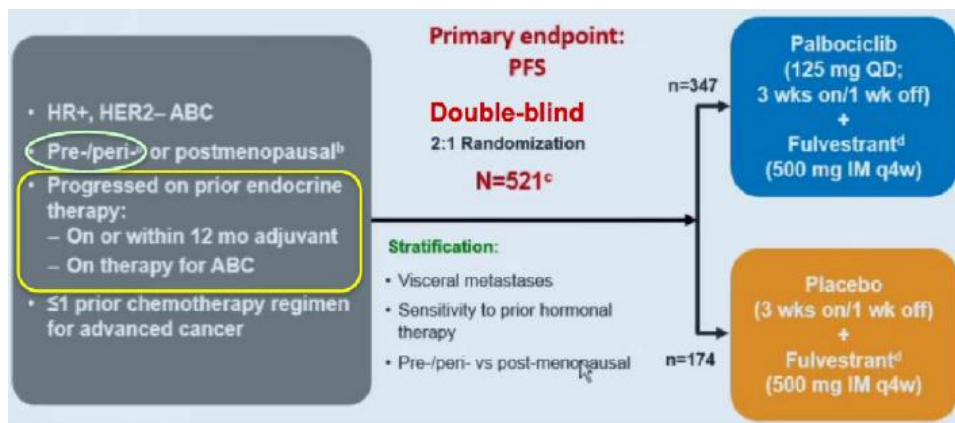 • HR+, HER2– ABC
• Pre-/peri-ᵃ or postmenopausalᵇ
• Progressed on prior endocrine
therapy:
– On or within 12 mo adjuvant
– On therapy for ABC
• ≤1 prior chemotherapy regimen
for advanced cancer
Primary endpoint:
PFS
Double-blind
2:1 Randomization
N=521ᶜ
Stratification:
• Visceral metastases
• Sensitivity to prior hormonal
therapy
• Pre-/peri- vs post-menopausal
n=347
Palbociclib
(125 mg QD;
3 wks on/1 wk off)
+
Fulvestrantᵈ
(500 mg IM q4w)
n=174
Placebo
(3 wks on/1 wk off)
+
Fulvestrantᵈ
(500 mg IM q4w)